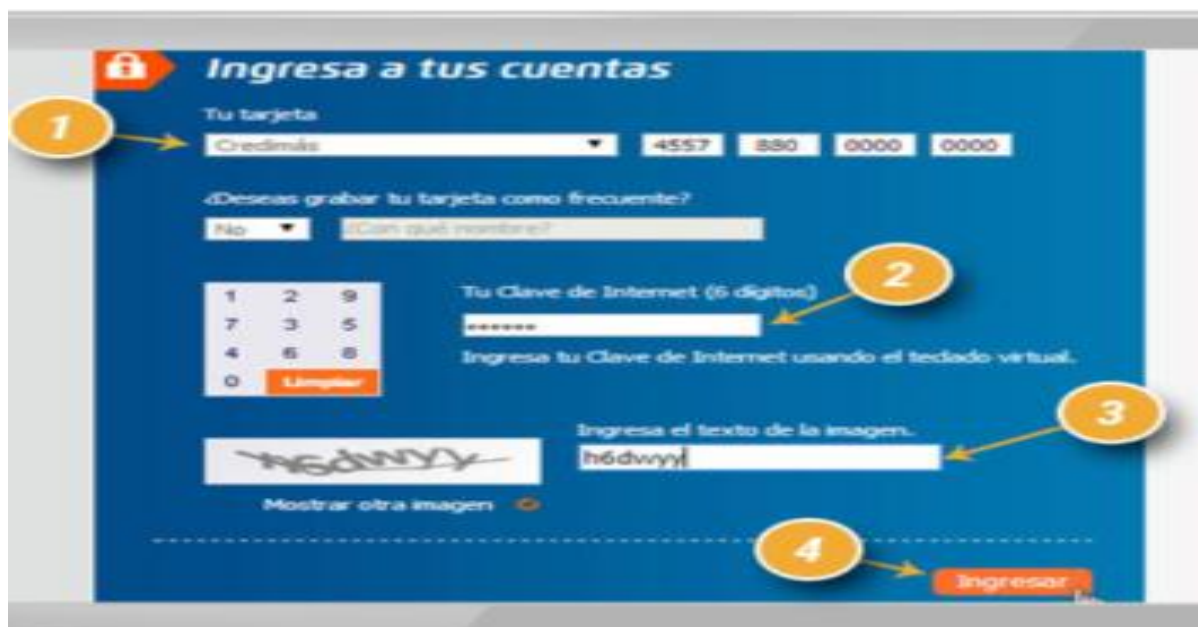 Ingresa a tus cuentas
1
Tu tarjeta
Credimás 4557 880 0000 0000
¿Deseas grabar tu tarjeta como frecuente?
No ¿Con qué nombre?
2
1 2 9
7 3 5
4 6 8
0 Limpiar
Tu Clave de Internet (6 dígitos)
••••••
Ingresa tu Clave de Internet usando el teclado virtual.
3
Ingresa el texto de la imagen.
h6dwyy
h6dwyy
Mostrar otra imagen
4
Ingresar